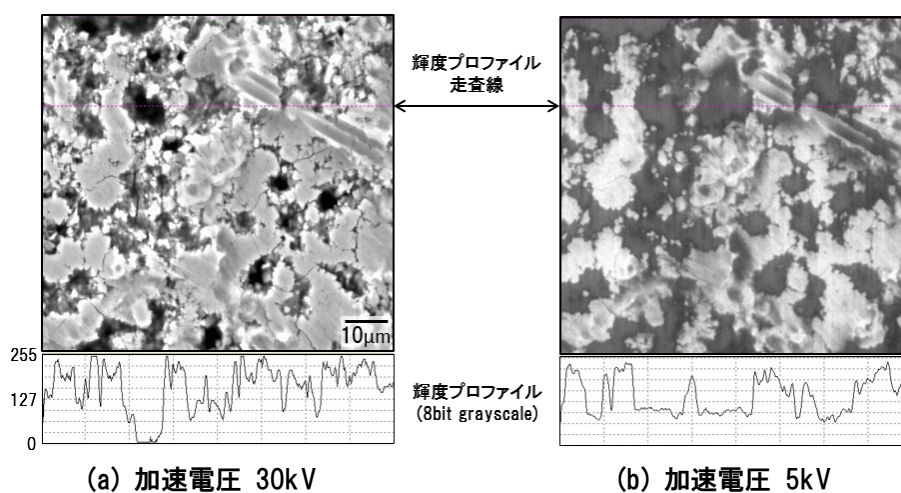 輝度プロファイル
走査線
10μm
255
127
0
輝度プロファイル
(8bit grayscale)
(a) 加速電圧 30kV
(b) 加速電圧 5kV